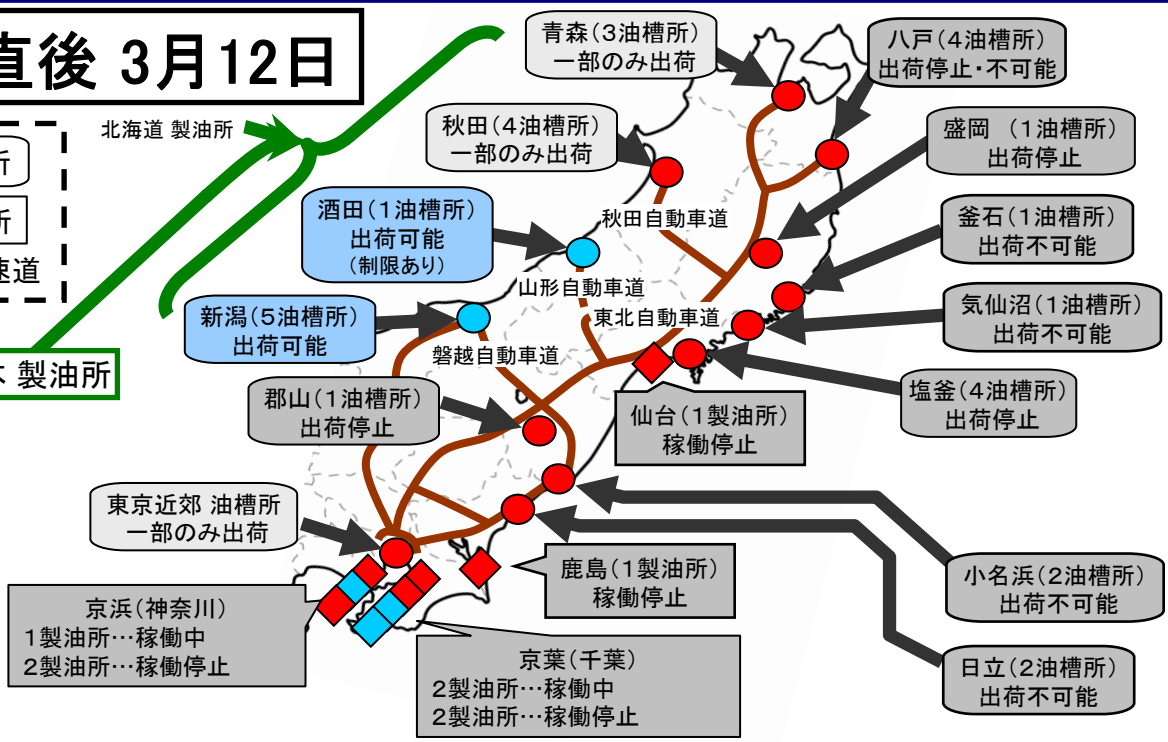 直後 3月12日
北海道 製油所
所
所
速道
製油所
青森(3油槽所)
一部のみ出荷
八戸(4油槽所)
出荷停止・不可能
秋田(4油槽所)
一部のみ出荷
盛岡 (1油槽所)
出荷停止
酒田(1油槽所)
出荷可能
(制限あり)
秋田自動車道
釜石(1油槽所)
出荷不可能
山形自動車道
新潟(5油槽所)
出荷可能
東北自動車道
気仙沼(1油槽所)
出荷不可能
磐越自動車道
郡山(1油槽所)
出荷停止
仙台(1製油所)
稼働停止
塩釜(4油槽所)
出荷停止
東京近郊 油槽所
一部のみ出荷
鹿島(1製油所)
稼働停止
小名浜(2油槽所)
出荷不可能
京浜(神奈川)
1製油所…稼働中
2製油所…稼働停止
京葉(千葉)
2製油所…稼働中
2製油所…稼働停止
日立(2油槽所)
出荷不可能